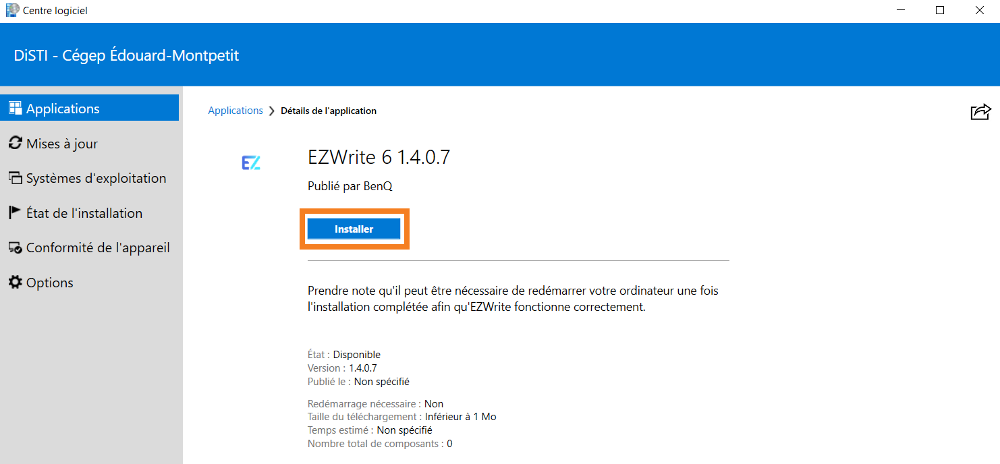 Centre logiciel
DiSTI - Cégep Édouard-Montpetit
Applications
Mises à jour
Systèmes d'exploitation
État de l'installation
Conformité de l'appareil
Options
Applications > Détails de l'application
EZ
EZWrite 6 1.4.0.7
Publié par BenQ
Installer
Prendre note qu'il peut être nécessaire de redémarrer votre ordinateur une fois
l'installation complétée afin qu'EZWrite fonctionne correctement.
État : Disponible
Version : 1.4.0.7
Publié le : Non spécifié
Redémarrage nécessaire : Non
Taille du téléchargement : Inférieur à 1 Mo
Temps estimé : Non spécifié
Nombre total de composants : 0